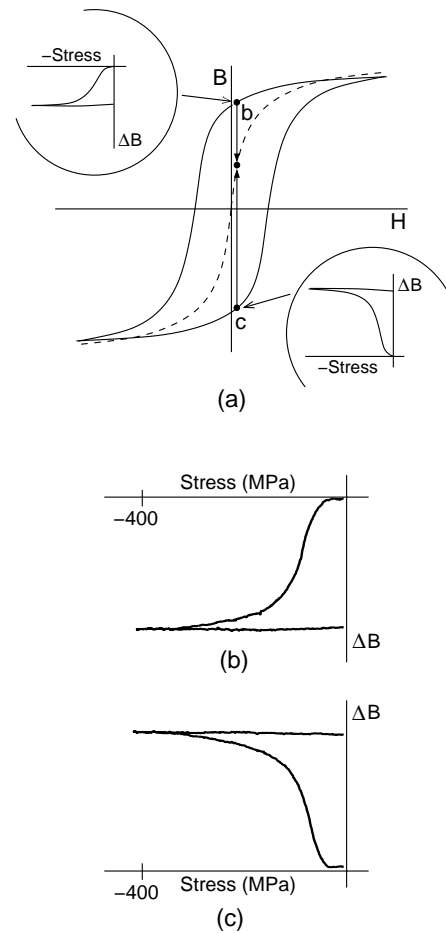 −Stress
ΔB
B
b
H
c
ΔB
−Stress
(a)
Stress (MPa)
−400
ΔB
(b)
ΔB
−400
Stress (MPa)
(c)